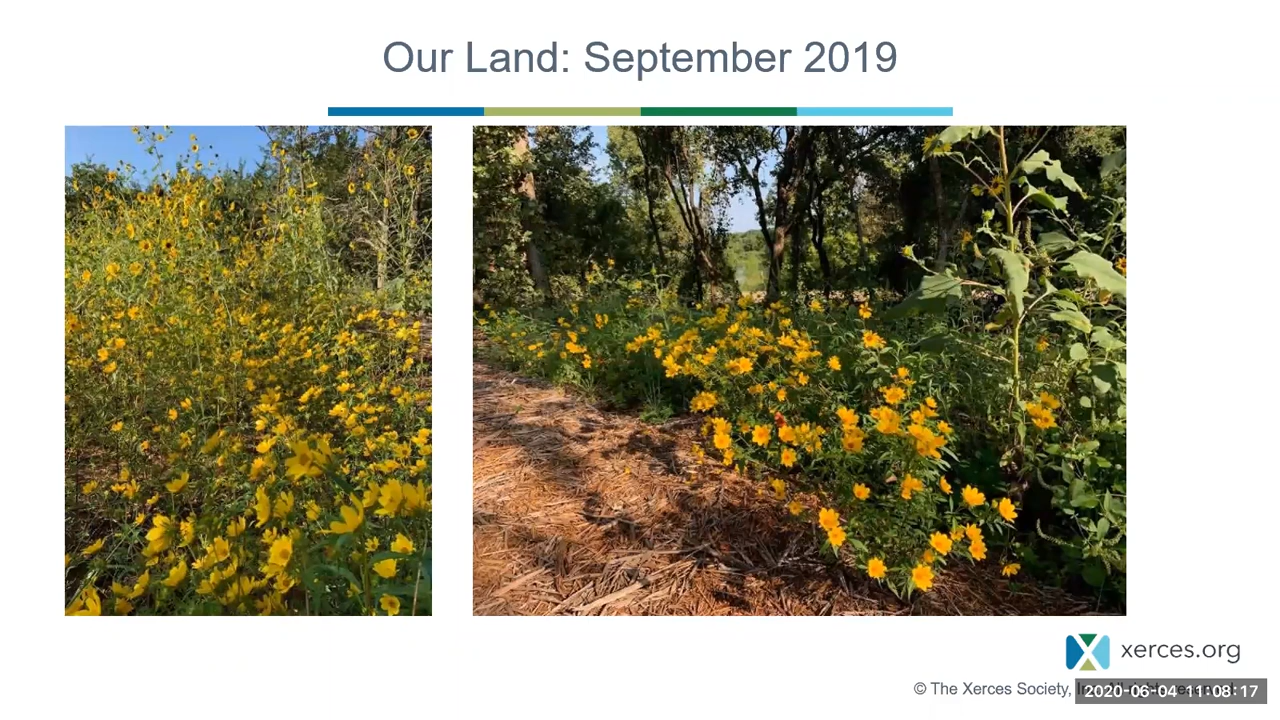 Our Land: September 2019
xerces.org
© The Xerces Society,
2020-06-04 11:08:17